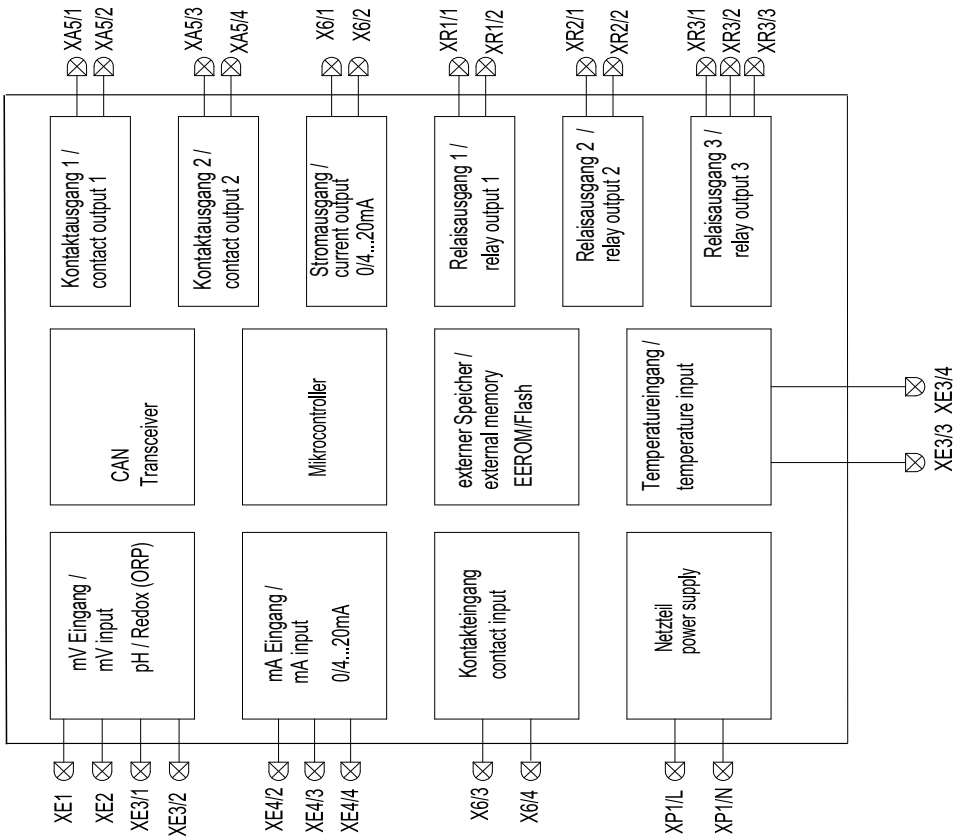 XA5/1
XA5/2
XA5/3
XA5/4
X6/1
X6/2
XR1/1
XR1/2
XR2/1
XR2/2
XR3/1
XR3/2
XR3/3
Kontaktausgang 1 /
contact output 1
Kontaktausgang 2 /
contact output 2
Stromausgang /
current output
0/4...20mA
Relaisausgang 1 /
relay output 1
Relaisausgang 2 /
relay output 2
Relaisausgang 3 /
relay output 3
CAN
Transceiver
Mikrocontroller
externer Speicher /
external memory
EEROM/Flash
Temperatureingang /
temperature input
XE3/3
XE3/4
mV Eingang /
mV input
pH / Redox (ORP)
mA Eingang /
mA input
0/4...20mA
Kontakteingang
contact input
Netzteil
power supply
XE1
XE2
XE3/1
XE3/2
XE4/2
XE4/3
XE4/4
X6/3
X6/4
XP1/L
XP1/N